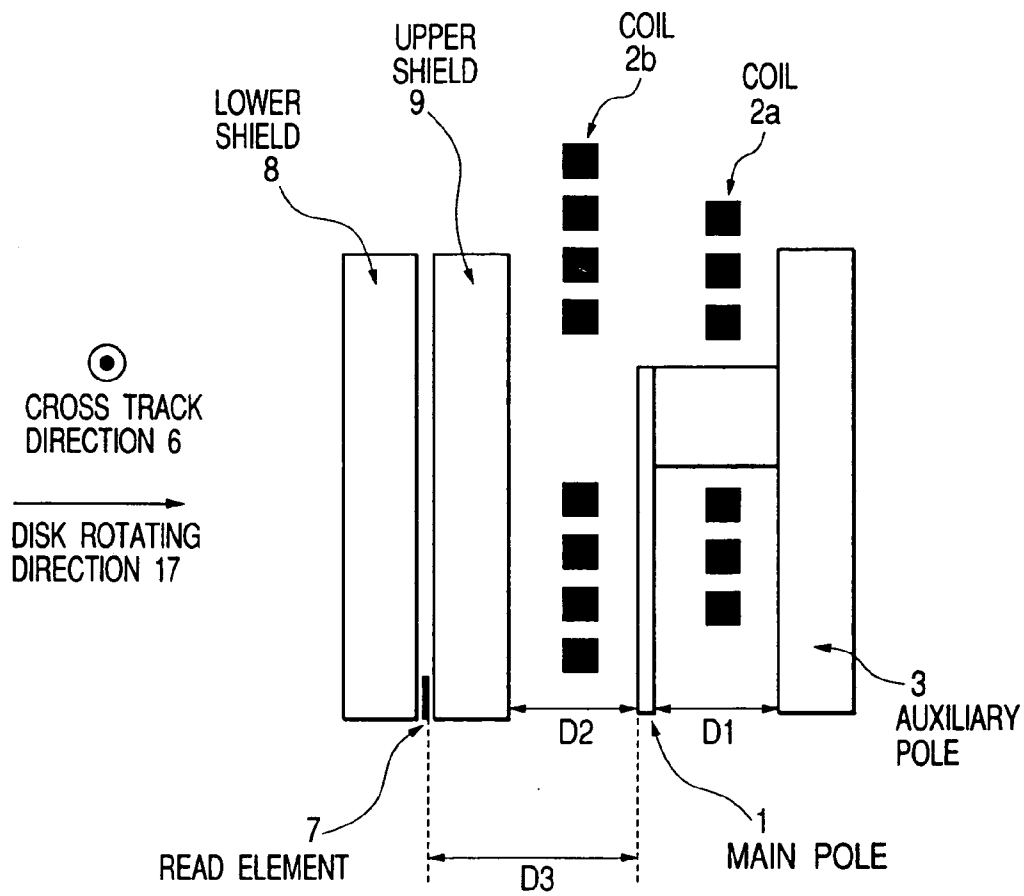 COIL
2b
UPPER
SHIELD
9
COIL
2a
LOWER
SHIELD
8
CROSS TRACK
DIRECTION 6
DISK ROTATING
DIRECTION 17
3
AUXILIARY
POLE
D2
D1
7
READ ELEMENT
1
MAIN POLE
D3